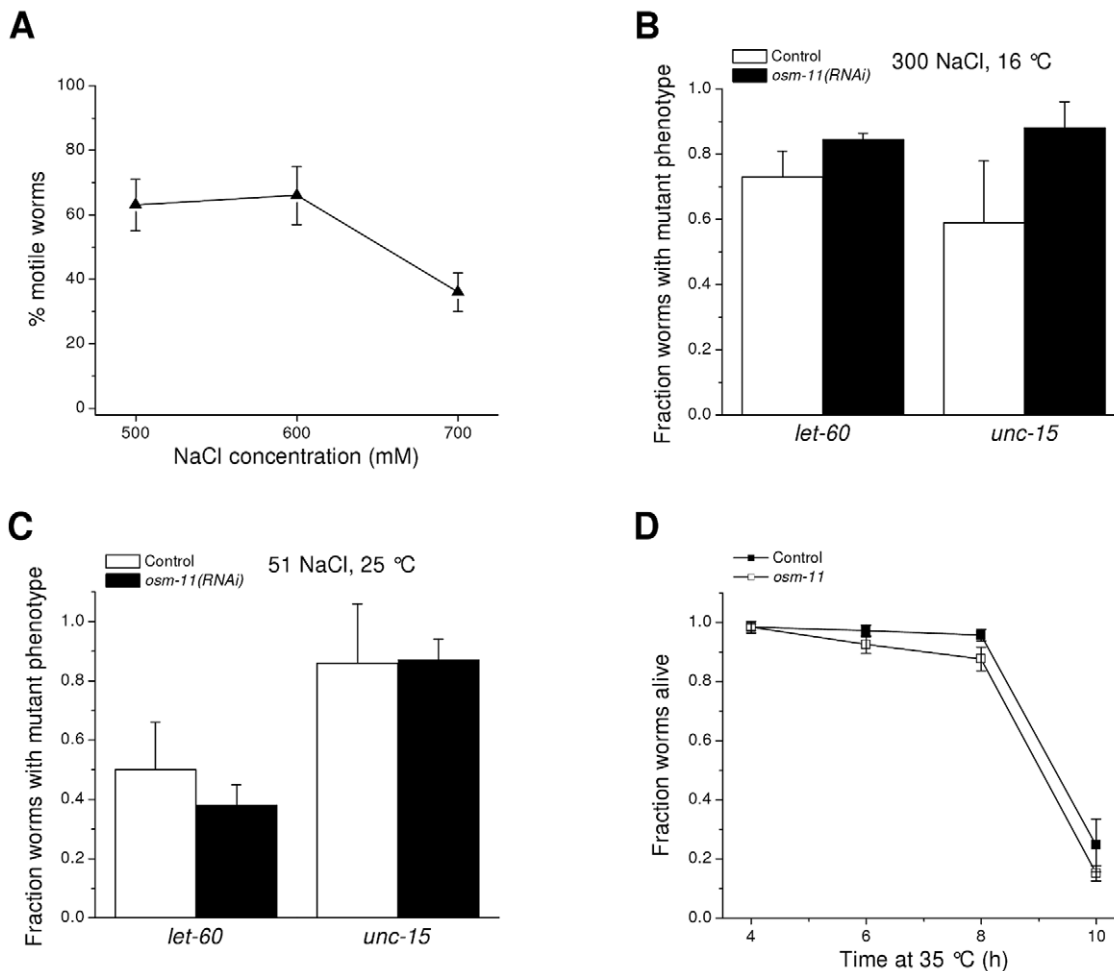 A
100
80
60
40
20
0
% motile worms
500 600 700
NaCl concentration (mM)
B
Control
osm-11(RNAi)
300 NaCl, 16 °C
1.0
0.8
0.6
0.4
0.2
0.0
Fraction worms with mutant phenotype
let-60 unc-15
C
Control
osm-11(RNAi)
51 NaCl, 25 °C
1.0
0.8
0.6
0.4
0.2
0.0
Fraction worms with mutant phenotype
let-60 unc-15
D
Control
osm-11
1.0
0.8
0.6
0.4
0.2
0.0
Fraction worms alive
4 6 8 10
Time at 35 °C (h)